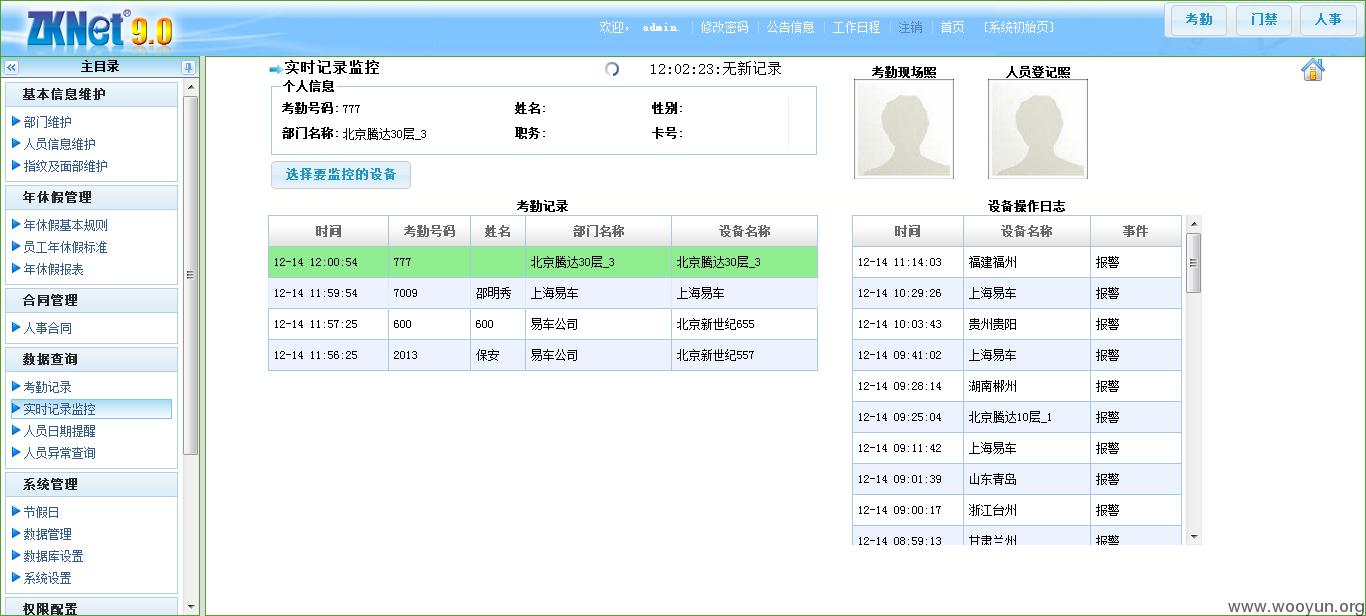 ZKNet® 9.0
欢迎， admin. | 修改密码 | 公告信息 | 工作日程 | 注销 | 首页 [系统初始页]
考勤 门禁 人事
主目录
基本信息维护
部门维护
人员信息维护
指纹及面部维护
年休假管理
年休假基本规则
员工年休假标准
年休假报表
合同管理
人事合同
数据查询
考勤记录
实时记录监控
人员日期提醒
人员异常查询
系统管理
节假日
数据管理
数据库设置
系统设置
权限配置
实时记录监控 12:02:23:无新记录
个人信息
考勤号码: 777 姓名: 性别:
部门名称: 北京腾达30层_3 职务: 卡号:
考勤现场照 人员登记照
选择要监控的设备
考勤记录
时间 考勤号码 姓名 部门名称 设备名称
12-14 12:00:54 777 北京腾达30层_3 北京腾达30层_3
12-14 11:59:54 7009 邵明秀 上海易车 上海易车
12-14 11:57:25 600 600 易车公司 北京新世纪655
12-14 11:56:25 2013 保安 易车公司 北京新世纪557
设备操作日志
时间 设备名称 事件
12-14 11:14:03 福建福州 报警
12-14 10:29:26 上海易车 报警
12-14 10:03:43 贵州贵阳 报警
12-14 09:41:02 上海易车 报警
12-14 09:28:14 湖南郴州 报警
12-14 09:25:04 北京腾达10层_1 报警
12-14 09:11:42 上海易车 报警
12-14 09:01:39 山东青岛 报警
12-14 09:00:17 浙江台州 报警
12-14 08:59:13 甘肃兰州 报警
www.wooyun.org